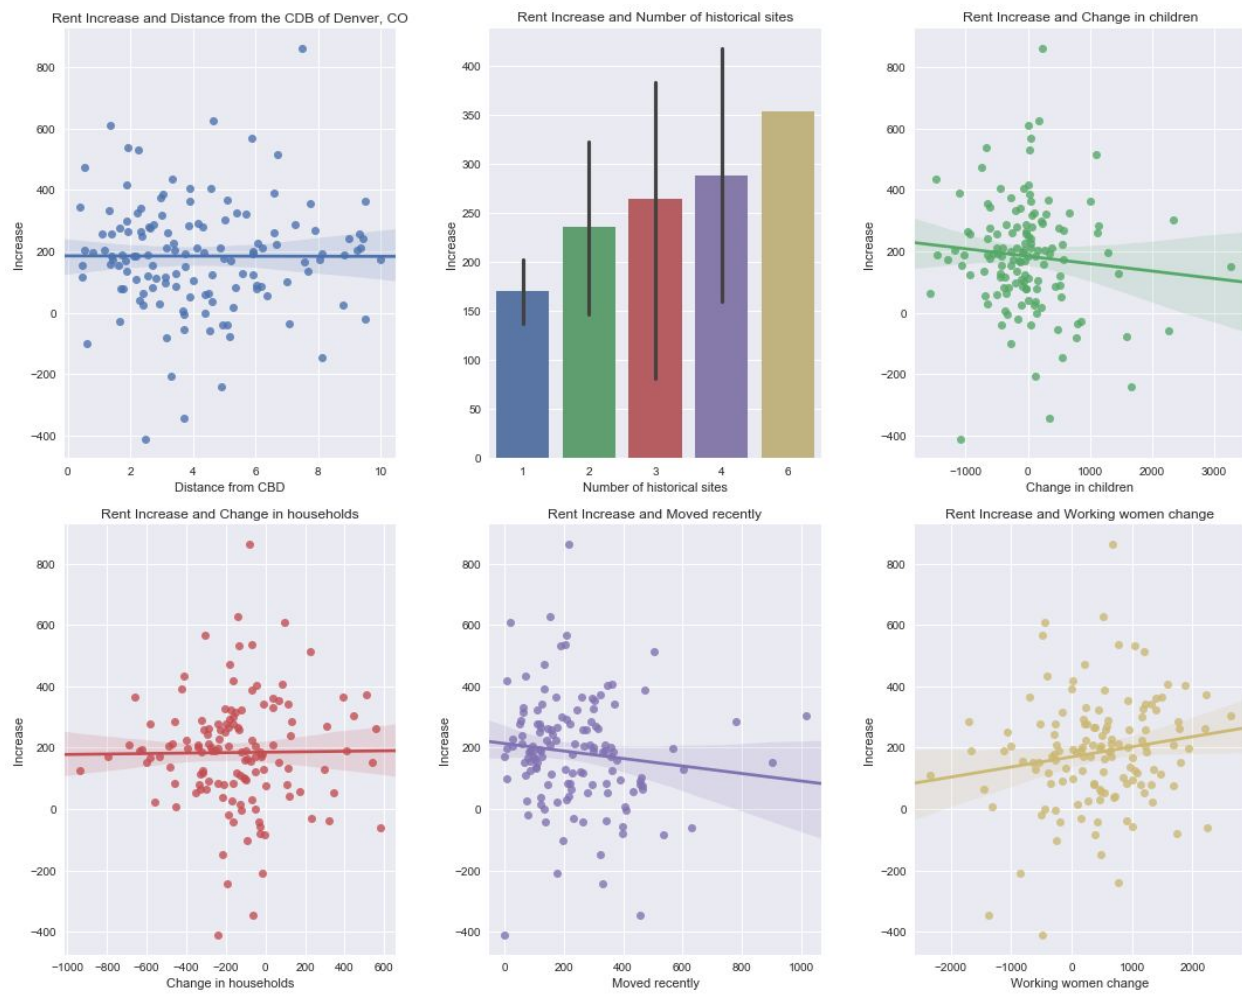 Rent Increase and Distance from the CDB of Denver, CO
Increase
800
600
400
200
0
−200
−400
0 2 4 6 8 10
Distance from CBD
Rent Increase and Number of historical sites
Increase
400
350
300
250
200
150
100
50
0
1 2 3 4 6
Number of historical sites
Rent Increase and Change in children
Increase
800
600
400
200
0
−200
−400
−1000 0 1000 2000 3000
Change in children
Rent Increase and Change in households
Increase
800
600
400
200
0
−200
−400
−1000 −800 −600 −400 −200 0 200 400 600
Change in households
Rent Increase and Moved recently
Increase
800
600
400
200
0
−200
−400
0 200 400 600 800 1000
Moved recently
Rent Increase and Working women change
Increase
800
600
400
200
0
−200
−400
−2000 −1000 0 1000 2000
Working women change